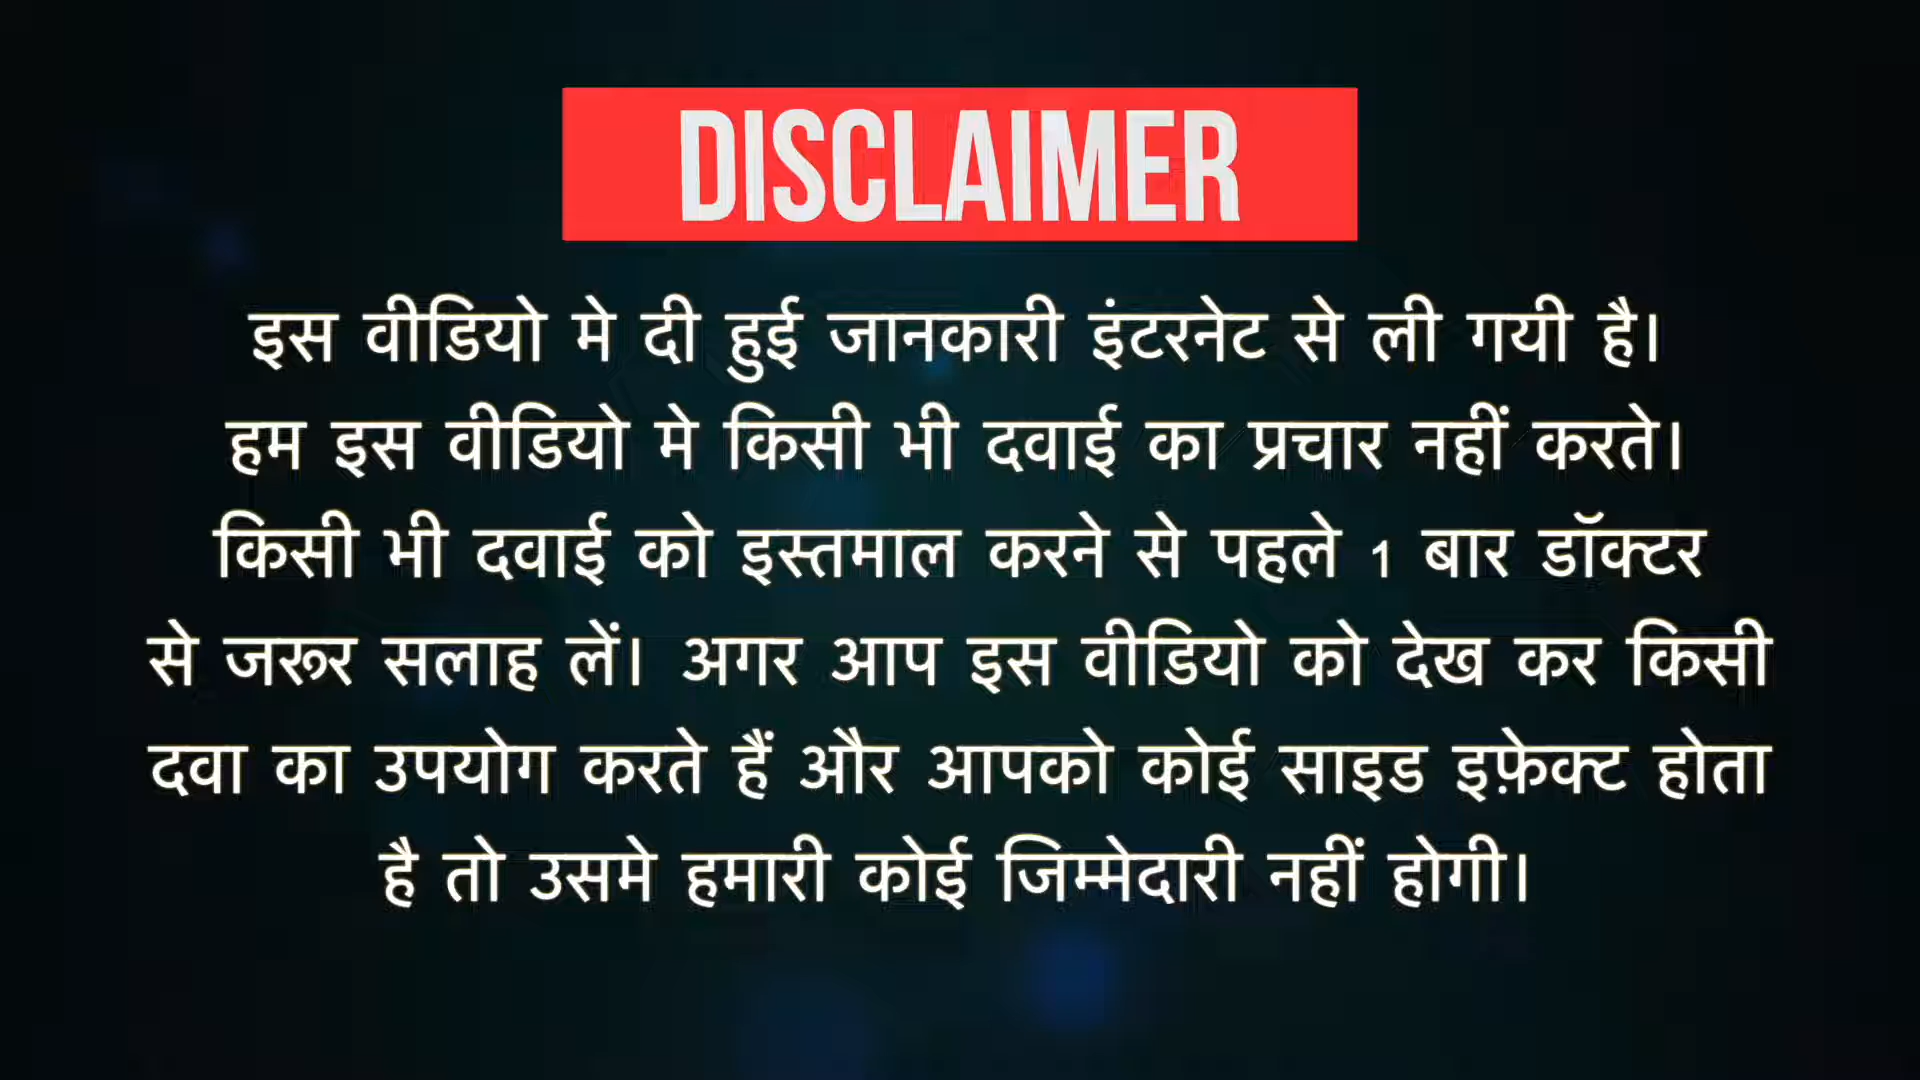 DISCLAIMER
इस वीडियो मे दी हुई जानकारी इंटरनेट से ली गयी है।
हम इस वीडियो मे किसी भी दवाई का प्रचार नहीं करते।
किसी भी दवाई को इस्तमाल करने से पहले 1 बार डॉक्टर
से जरूर सलाह लें। अगर आप इस वीडियो को देख कर किसी
दवा का उपयोग करते हैं और आपको कोई साइड इफ़ेक्ट होता
है तो उसमे हमारी कोई जिम्मेदारी नहीं होगी।